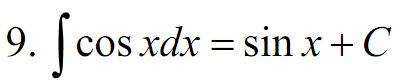 9. ∫ cos xdx = sin x + C